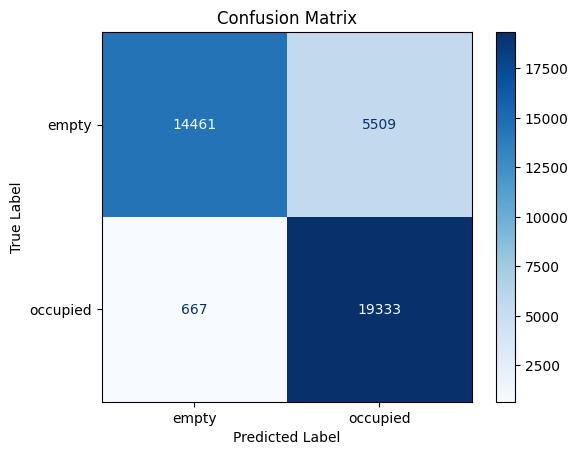 Confusion Matrix
True Label
empty
occupied
14461
5509
667
19333
empty
occupied
Predicted Label
17500
15000
12500
10000
7500
5000
2500